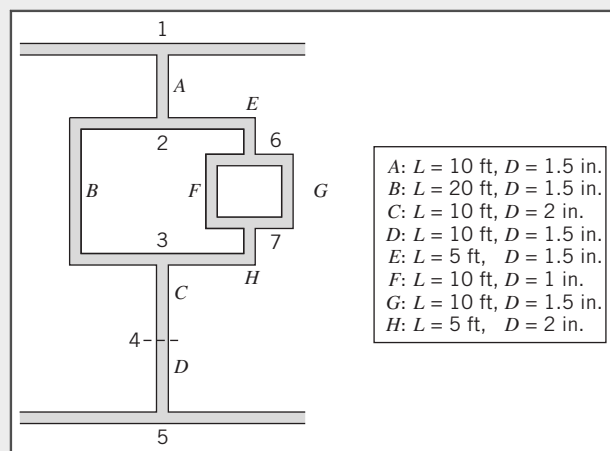 1
A
E
2
6
B
F
G
3
7
C
H
4
D
5
A: L = 10 ft, D = 1.5 in.
B: L = 20 ft, D = 1.5 in.
C: L = 10 ft, D = 2 in.
D: L = 10 ft, D = 1.5 in.
E: L = 5 ft, D = 1.5 in.
F: L = 10 ft, D = 1 in.
G: L = 10 ft, D = 1.5 in.
H: L = 5 ft, D = 2 in.